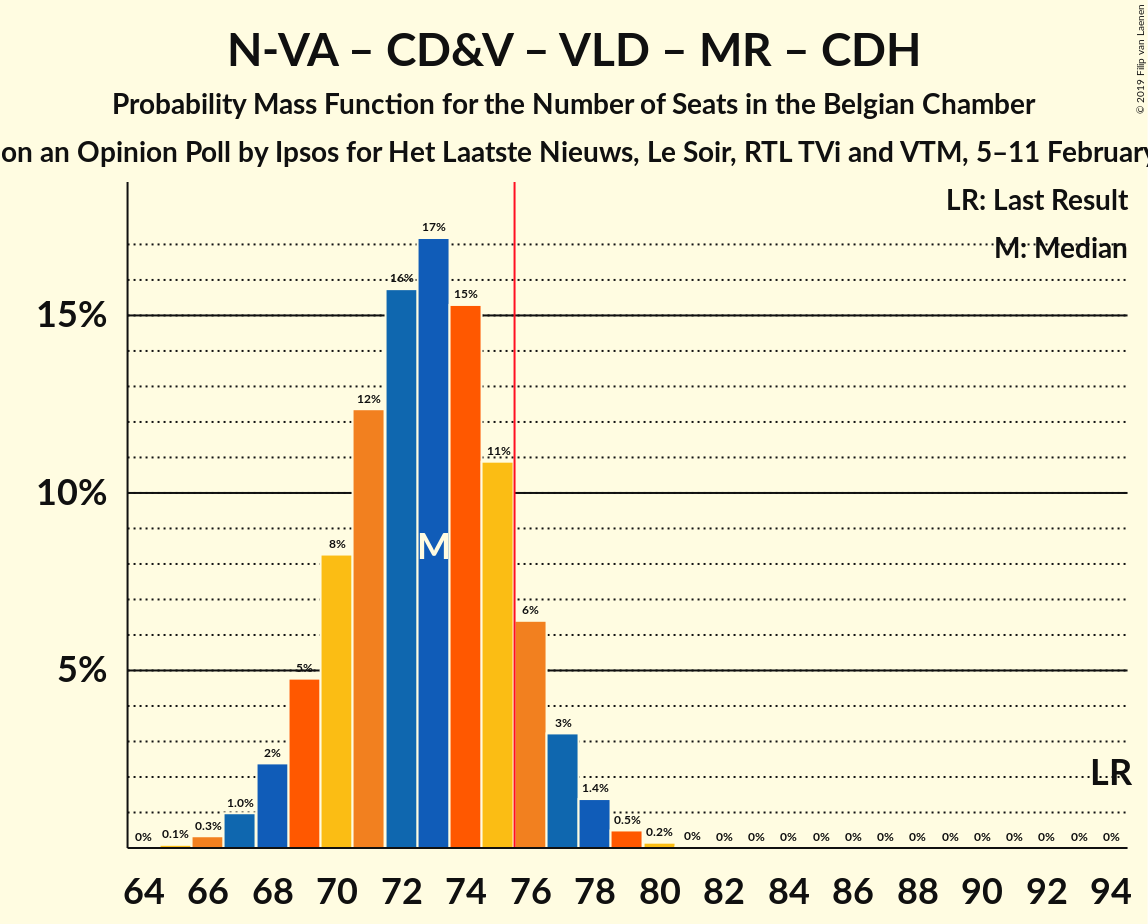 N-VA – CD&V – VLD – MR – CDH
Probability Mass Function for the Number of Seats in the Belgian Chamber
on an Opinion Poll by Ipsos for Het Laatste Nieuws, Le Soir, RTL TVi and VTM, 5–11 February
© 2019 Filip van Laenen
LR: Last Result
M: Median
15%
10%
5%
0% 0.1% 0.3% 1.0% 2% 5% 8% 12% 16% 17% 15% 11% 6% 3% 1.4% 0.5% 0.2% 0% 0% 0% 0% 0% 0% 0% 0% 0% 0% 0% 0% 0% 0%
M
LR
64 66 68 70 72 74 76 78 80 82 84 86 88 90 92 94